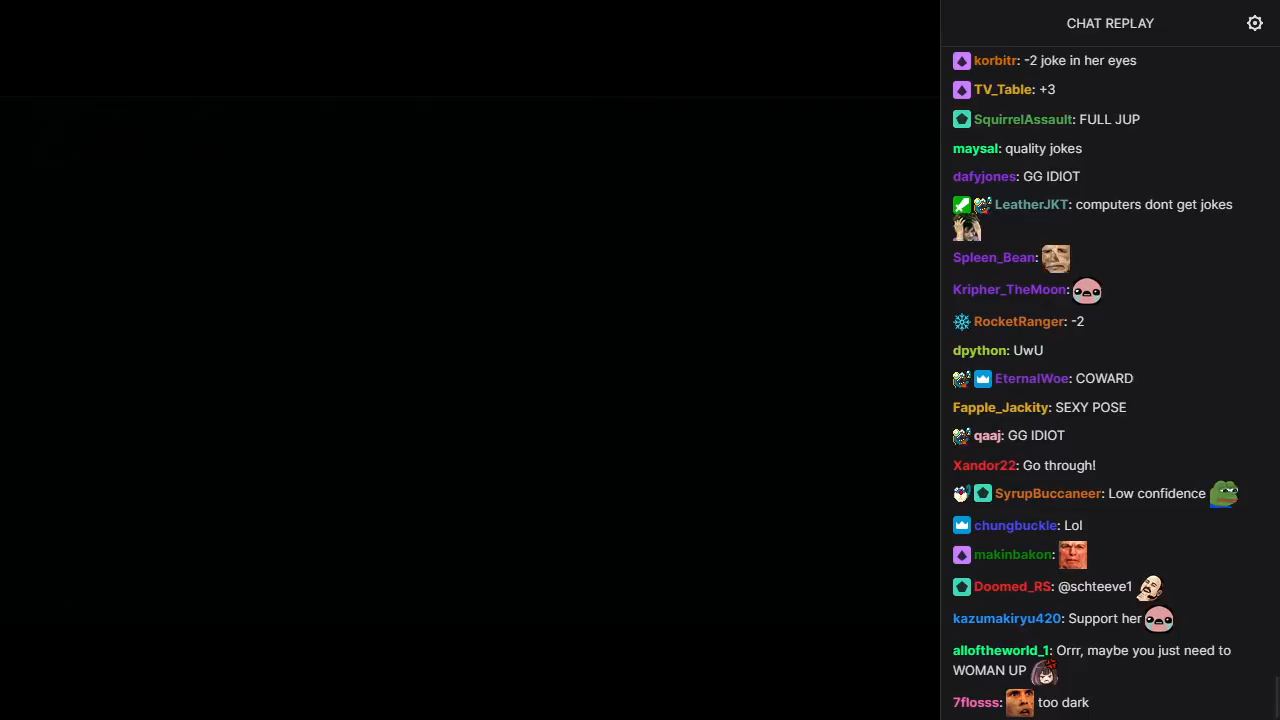 CHAT REPLAY
korbitr: -2 joke in her eyes
TV_Table: +3
SquirrelAssault: FULL JUP
maysal: quality jokes
dafyjones: GG IDIOT
LeatherJKT: computers dont get jokes
Spleen_Bean:
Kripher_TheMoon:
RocketRanger: -2
dpython: UwU
EternalWoe: COWARD
Fapple_Jackity: SEXY POSE
qaaj: GG IDIOT
Xandor22: Go through!
SyrupBuccaneer: Low confidence
chungbuckle: Lol
makinbakon:
Doomed_RS: @schteeve1
kazumakiryu420: Support her
alloftheworld_1: Orrr, maybe you just need to
WOMAN UP
7flosss: too dark